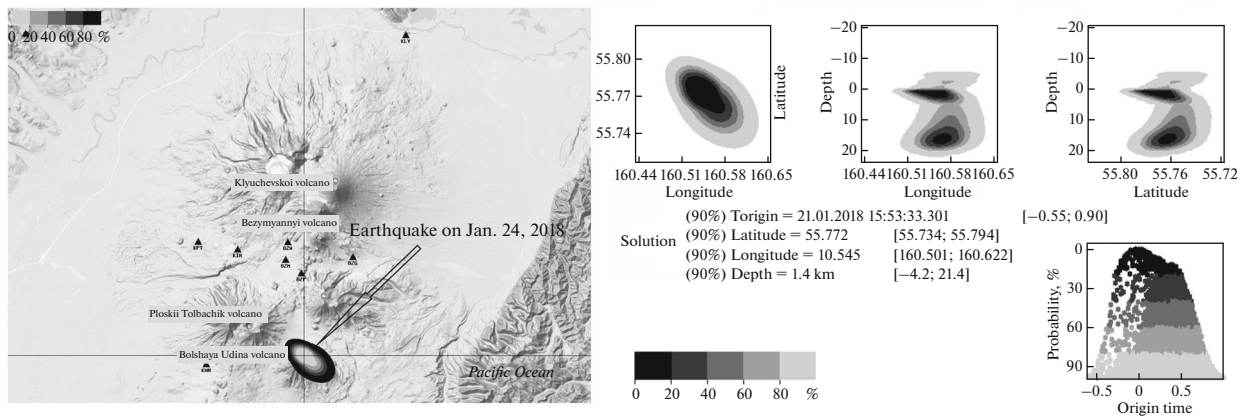 0 20 40 60 80 %
KLY
Klyuchevskoi volcano
Bezymyannyi volcano
Earthquake on Jan. 24, 2018
KPT
KIR
BZW
BZM
BZG
Ploskii Tolbachik volcano
Bolshaya Udina volcano
Pacific Ocean
55.80
55.77
55.74
160.44 160.51 160.58 160.65
Longitude
Latitude
Depth
−20
−10
0
10
20
160.44 160.51 160.58 160.65
Longitude
Depth
−20
−10
0
10
20
55.80 55.76 55.72
Latitude
Solution
(90%) Torigin = 21.01.2018 15:53:33.301 [−0.55; 0.90]
(90%) Latitude = 55.772 [55.734; 55.794]
(90%) Longitude = 10.545 [160.501; 160.622]
(90%) Depth = 1.4 km [−4.2; 21.4]
0 20 40 60 80 %
Probability, %
0
30
60
90
−0.5 0 0.5
Origin time